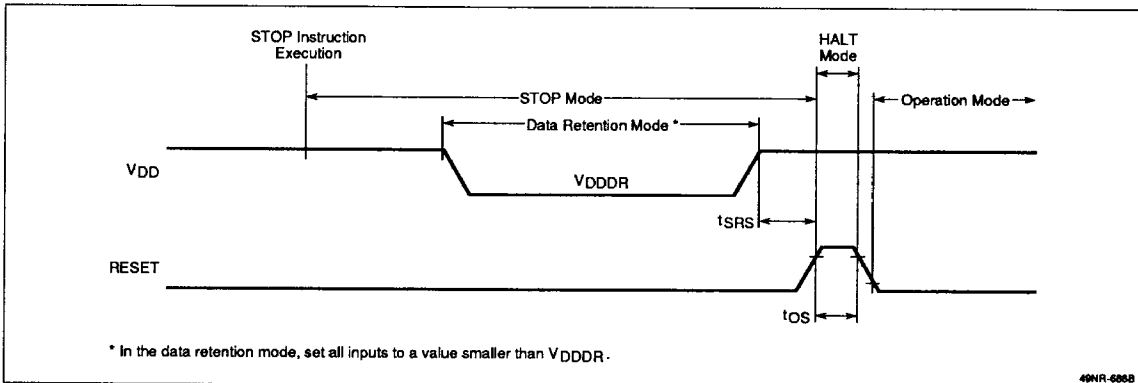 STOP Instruction
Execution
HALT
Mode
STOP Mode
Operation Mode
Data Retention Mode *
VDD
VDDDR
tSRS
RESET
tOS
* In the data retention mode, set all inputs to a value smaller than VDDDR.
49NR-686B